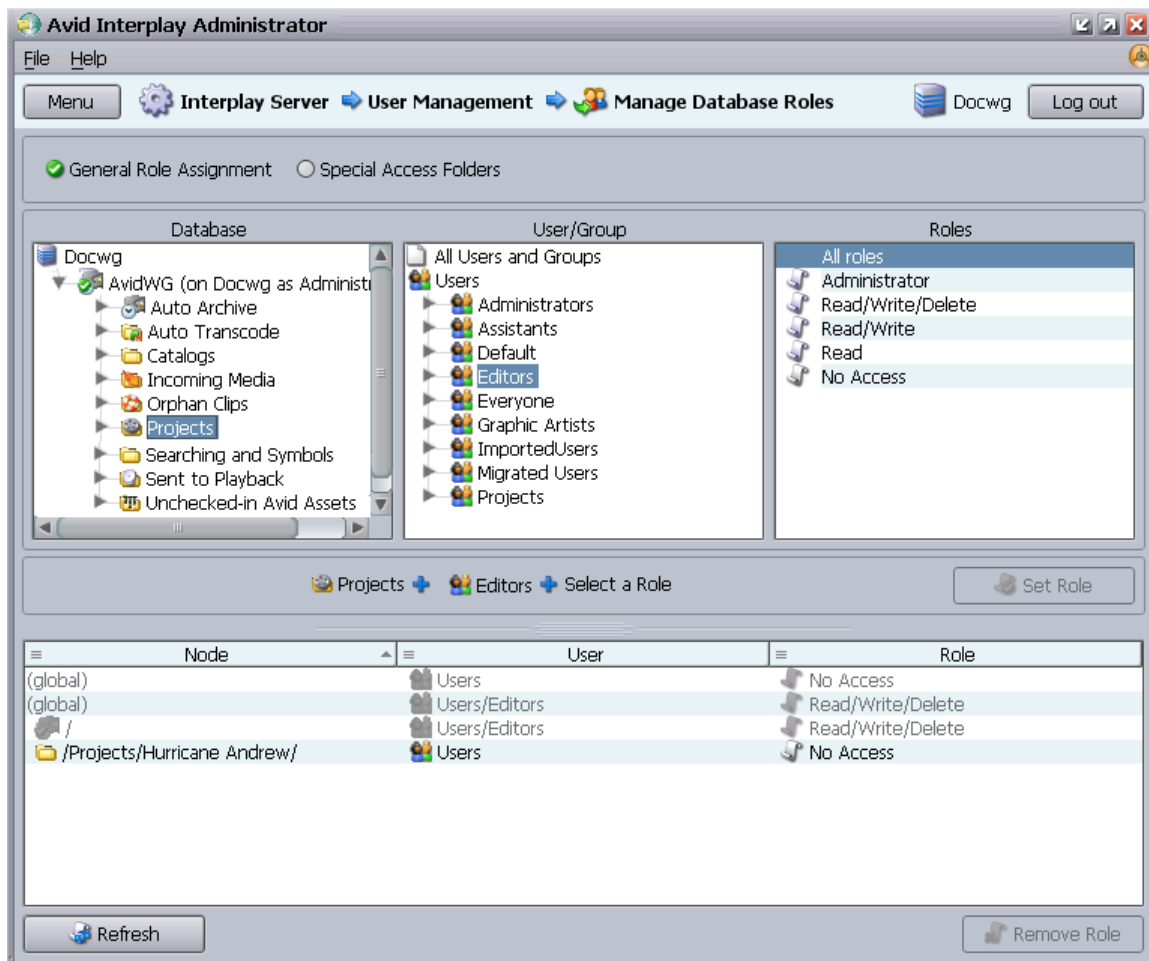 Avid Interplay Administrator
File Help
Menu Interplay Server User Management Manage Database Roles Docwg Log out
General Role Assignment Special Access Folders
Database User/Group Roles
Docwg
AvidWG (on Docwg as Administ
Auto Archive
Auto Transcode
Catalogs
Incoming Media
Orphan Clips
Projects
Searching and Symbols
Sent to Playback
Unchecked-in Avid Assets
All Users and Groups
Users
Administrators
Assistants
Default
Editors
Everyone
Graphic Artists
ImportedUsers
Migrated Users
Projects
All roles
Administrator
Read/Write/Delete
Read/Write
Read
No Access
Projects Editors Select a Role Set Role
Node User Role
(global) Users No Access
(global) Users/Editors Read/Write/Delete
/ Users/Editors Read/Write/Delete
/Projects/Hurricane Andrew/ Users No Access
Refresh Remove Role